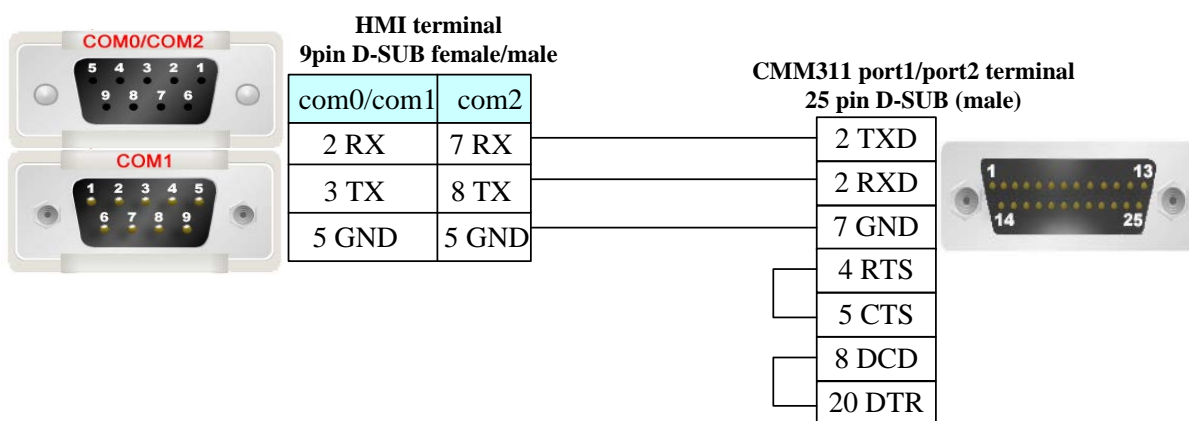 COM0/COM2
5 4 3 2 1
9 8 7 6
COM1
1 2 3 4 5
6 7 8 9
HMI terminal
9pin D-SUB female/male
com0/com1 com2
2 RX 7 RX
3 TX 8 TX
5 GND 5 GND
CMM311 port1/port2 terminal
25 pin D-SUB (male)
2 TXD
2 RXD
7 GND
4 RTS
5 CTS
8 DCD
20 DTR
1 13
14 25